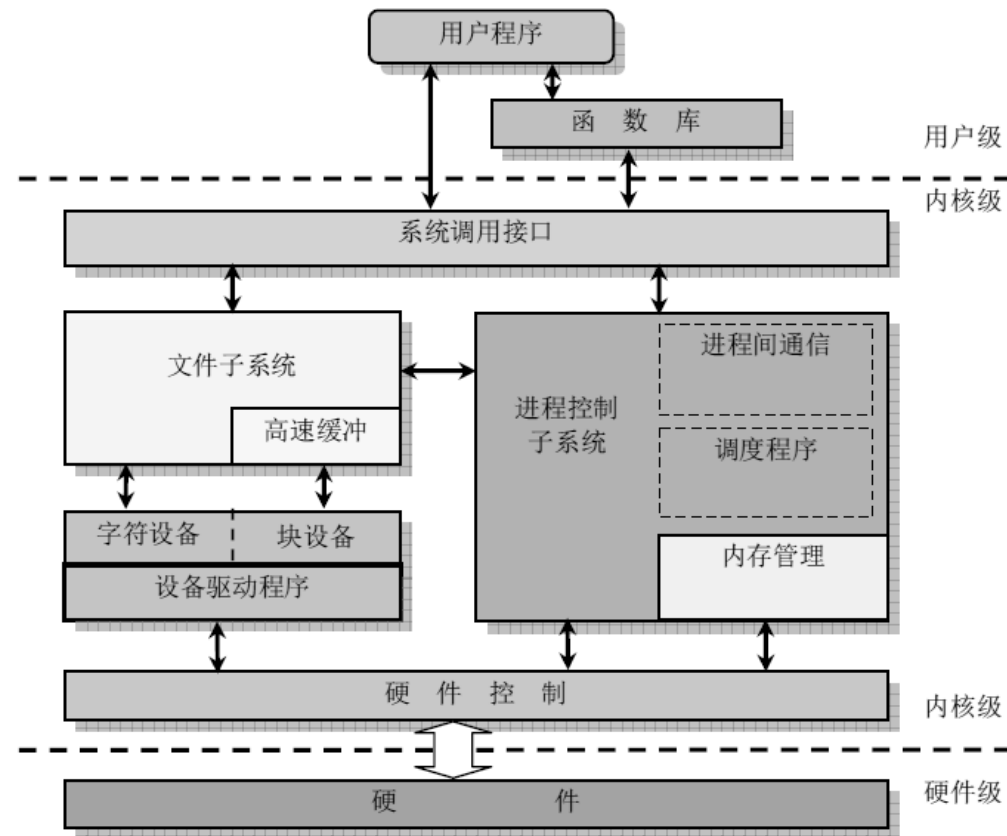 用户程序
函 数 库
用户级
内核级
系统调用接口
文件子系统
高速缓冲
进程控制
子系统
进程间通信
调度程序
内存管理
字符设备
块设备
设备驱动程序
硬 件 控 制
内核级
硬 件
硬件级